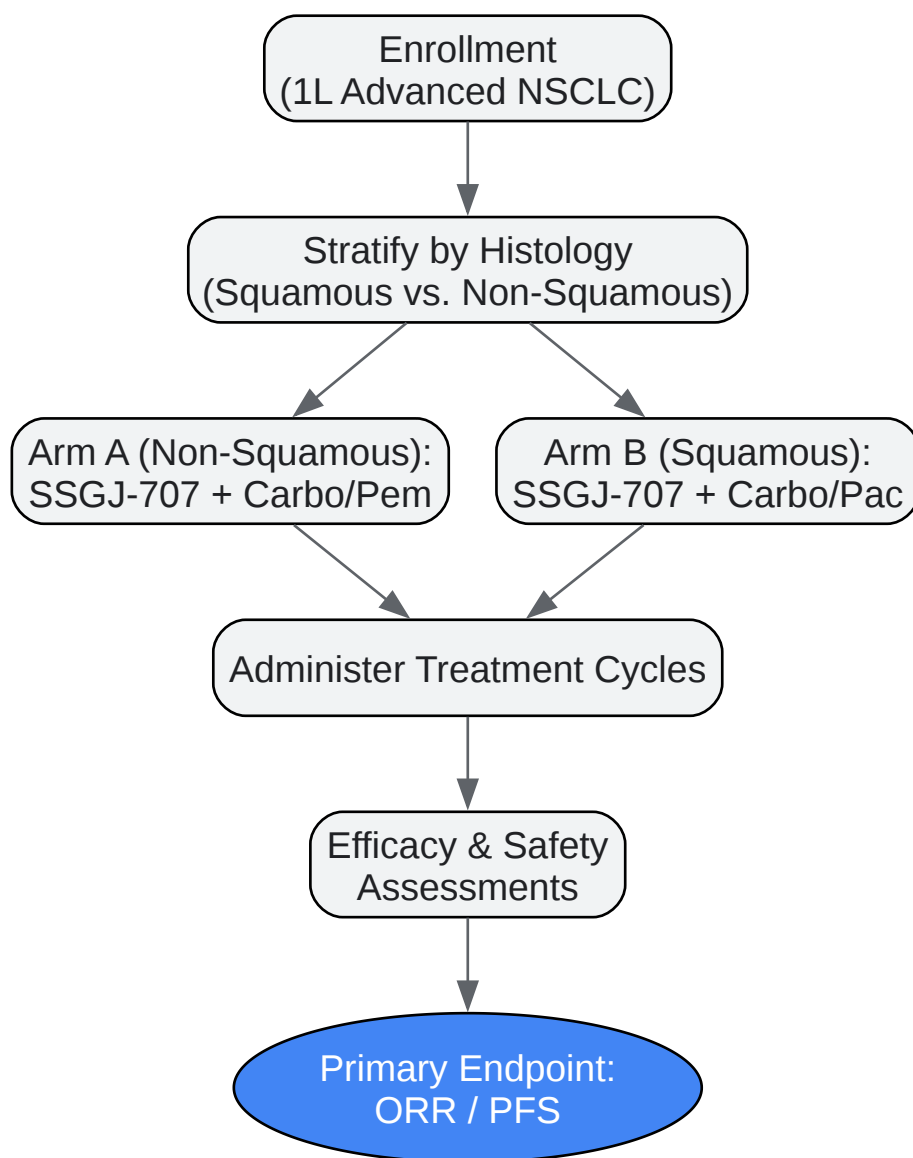 Enrollment
(1L Advanced NSCLC)
Stratify by Histology
(Squamous vs. Non-Squamous)
Arm A (Non-Squamous):
SSGJ-707 + Carbo/Pem
Arm B (Squamous):
SSGJ-707 + Carbo/Pac
Administer Treatment Cycles
Efficacy & Safety
Assessments
Primary Endpoint:
ORR / PFS